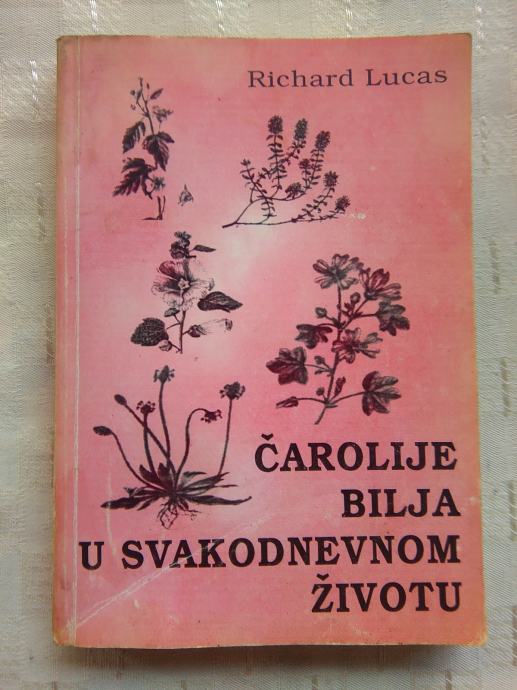 Richard Lucas
ČAROLIJE
BILJA
U SVAKODNEVNOM
ŽIVOTU